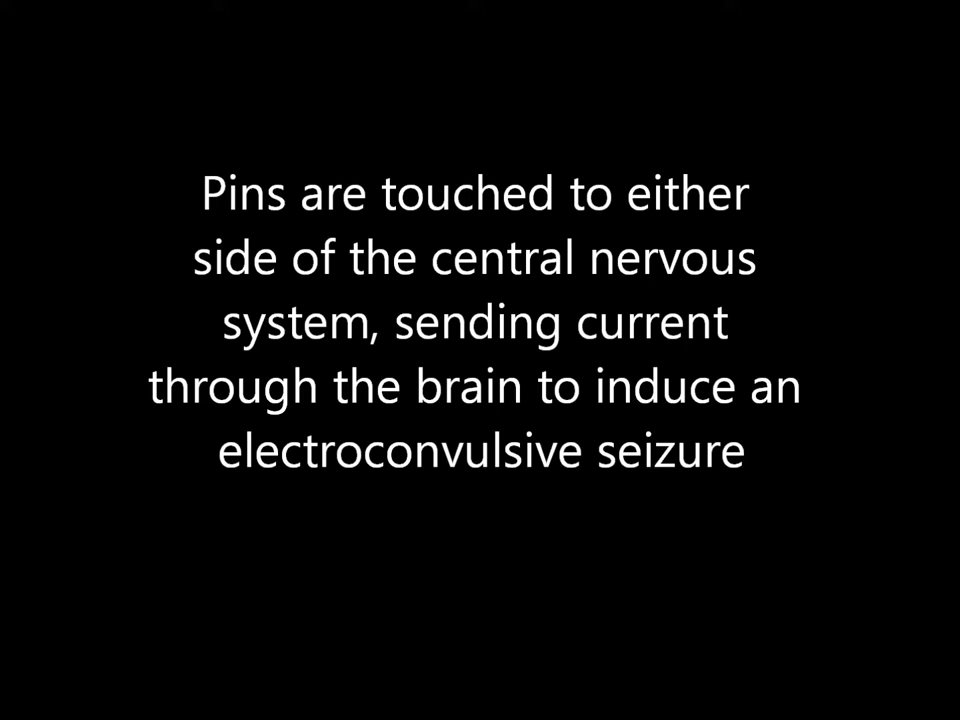 Pins are touched to either
side of the central nervous
system, sending current
through the brain to induce an
electroconvulsive seizure